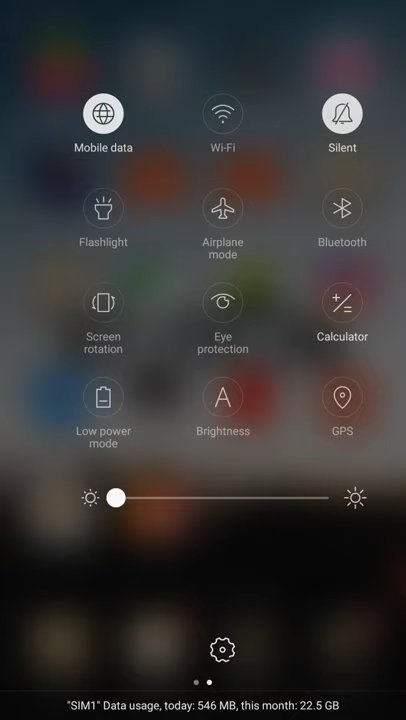 Mobile data
Wi-Fi
Silent
Flashlight
Airplane
mode
Bluetooth
Screen
rotation
Eye
protection
Calculator
Low power
mode
Brightness
GPS
"SIM1" Data usage, today: 546 MB, this month: 22.5 GB